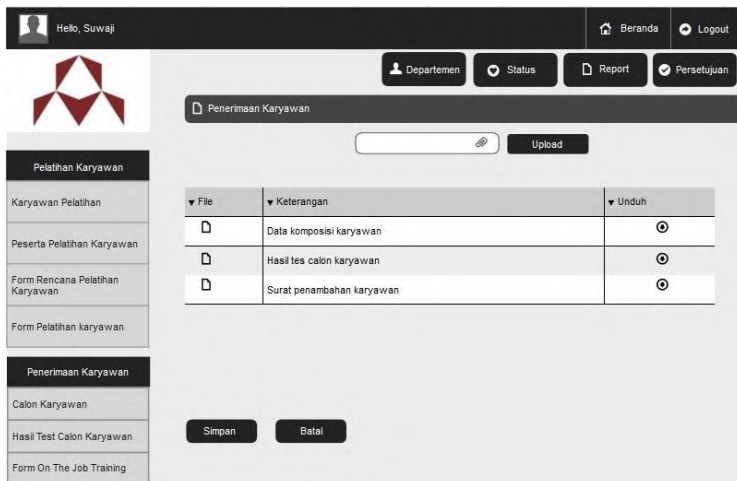 Hello, Suwaji
Beranda
Logout
Departemen
Status
Report
Persetujuan
Penerimaan Karyawan
Upload
Pelatihan Karyawan
Karyawan Pelatihan
Peserta Pelatihan Karyawan
Form Rencana Pelatihan
Karyawan
Form Pelatihan karyawan
Penerimaan Karyawan
Calon Karyawan
Hasil Test Calon Karyawan
Form On The Job Training
File
Keterangan
Unduh
Data komposisi karyawan
Hasil tes calon karyawan
Surat penambahan karyawan
Simpan
Batal